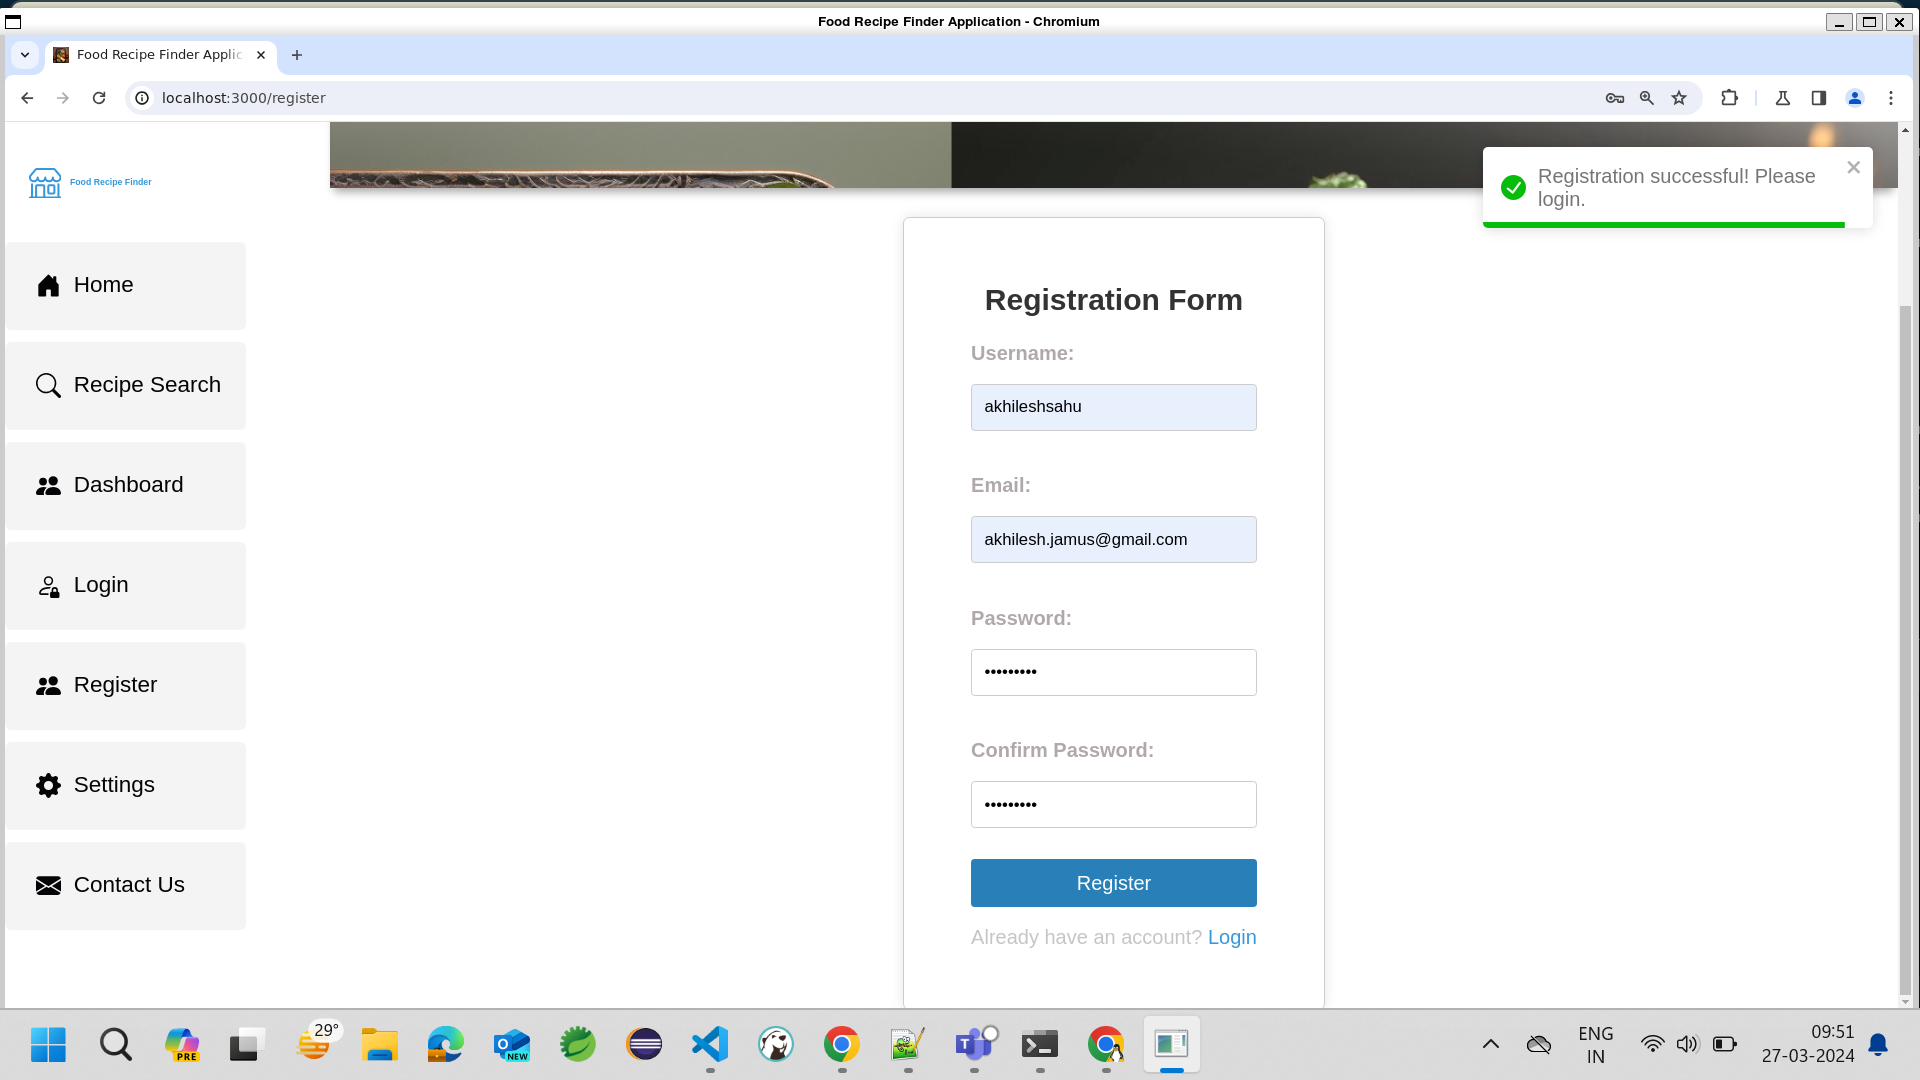 Food Recipe Finder Application - Chromium
Food Recipe Finder Applic
localhost:3000/register
Food Recipe Finder
Registration successful! Please
login.
Home
Recipe Search
Dashboard
Login
Register
Settings
Contact Us
Registration Form
Username:
akhileshsahu
Email:
akhilesh.jamus@gmail.com
Password:
•••••••••
Confirm Password:
•••••••••
Register
Already have an account? Login
PRE
29°
NEW
ENG
IN
09:51
27-03-2024